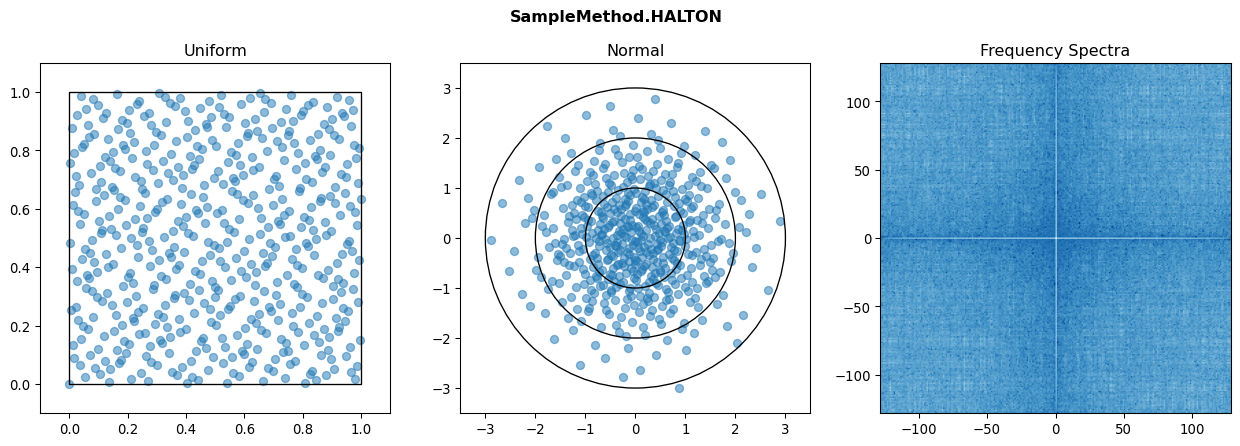 SampleMethod.HALTON
Uniform
Normal
Frequency Spectra
1.0
0.8
0.6
0.4
0.2
0.0
0.0 0.2 0.4 0.6 0.8 1.0
3
2
1
0
−1
−2
−3
−3 −2 −1 0 1 2 3
100
50
0
−50
−100
−100 −50 0 50 100